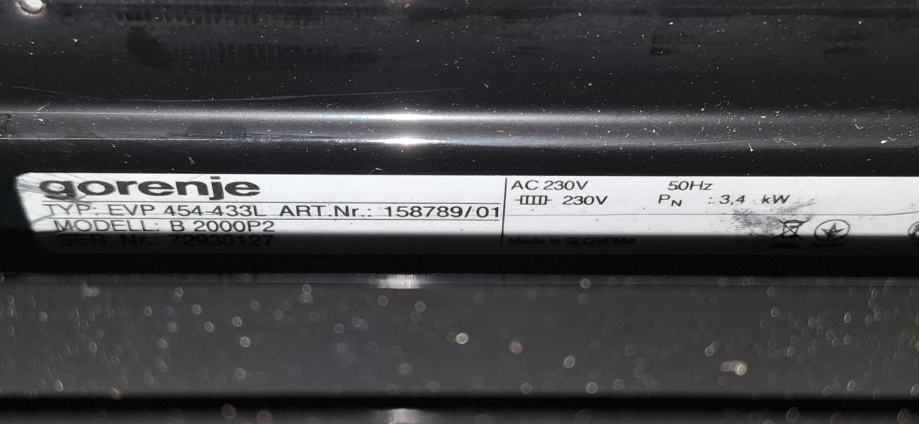 gorenje
TYP: EVP 454-433L ART.Nr.: 158789/01
MODELL: B 2000P2
SER Nr.: 72930127
AC 230V 50Hz
230V PN : 3,4 kW
Made in SLOVENIA